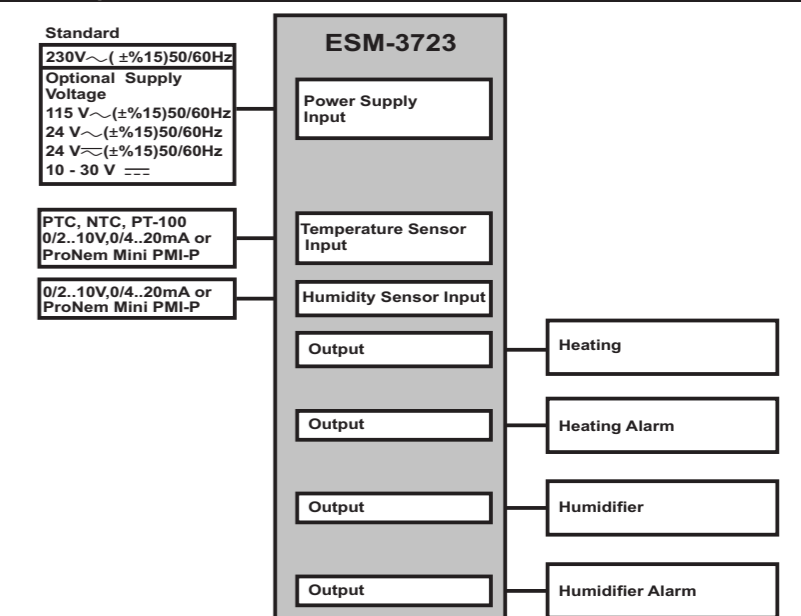 Standard
230V～( ±%15)50/60Hz
Optional Supply
Voltage
115 V～(±%15)50/60Hz
24 V～(±%15)50/60Hz
24 V⏦(±%15)50/60Hz
10 - 30 V ⎓
PTC, NTC, PT-100
0/2..10V,0/4..20mA or
ProNem Mini PMI-P
0/2..10V,0/4..20mA or
ProNem Mini PMI-P
ESM-3723
Power Supply
Input
Temperature Sensor
Input
Humidity Sensor Input
Output
Heating
Output
Heating Alarm
Output
Humidifier
Output
Humidifier Alarm